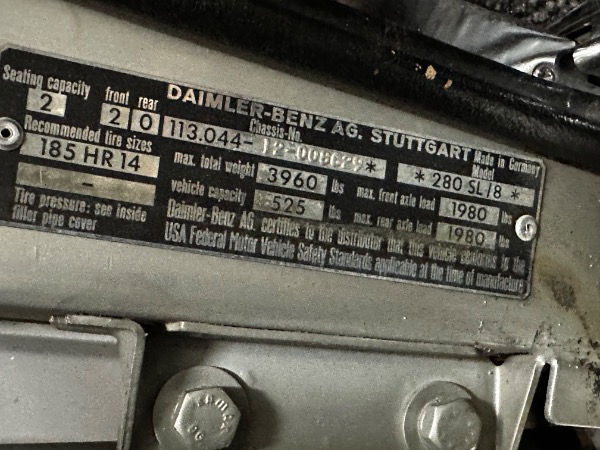 DAIMLER-BENZ AG. STUTTGART
Made in Germany
Seating capacity front rear
2 2 0
Chassis-No.
113.044-12-008629*
Model
* 280 SL/8 *
Recommended tire sizes
185 HR 14
-
Tire pressure: see inside
filler pipe cover
max. total weight 3960 lbs
max. front axle load 1980 lbs
vehicle capacity 525 lbs
max. rear axle load 1980 lbs
Daimler-Benz AG. certifies to the distributor that this vehicle conforms to the
USA Federal Motor Vehicle Safety Standards applicable at the time of manufacture
KAMAX